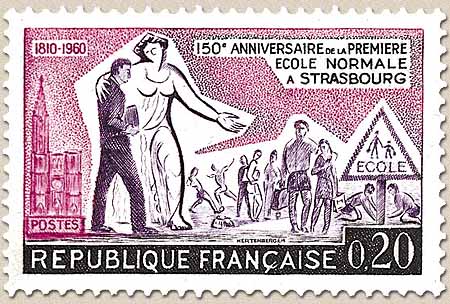 1810-1960
150e ANNIVERSAIRE DE LA PREMIERE
ECOLE NORMALE
A STRASBOURG
ECOLE
POSTES
HERTENBERGER
REPUBLIQUE FRANÇAISE 0,20